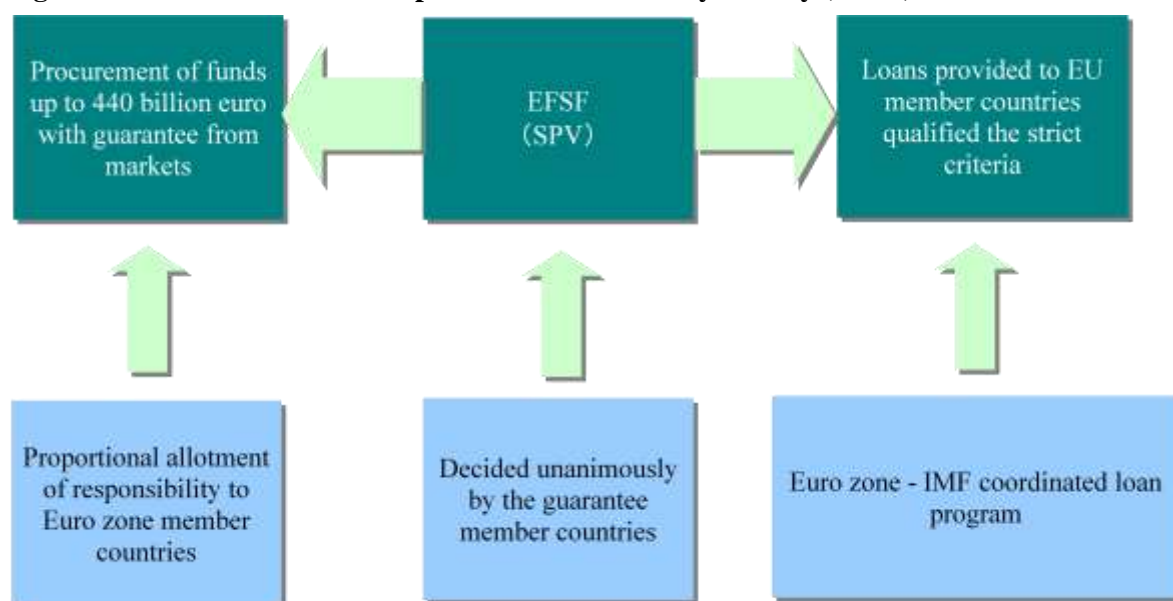 Procurement of funds
up to 440 billion euro
with guarantee from
markets
EFSF
（SPV）
Loans provided to EU
member countries
qualified the strict
criteria
Proportional allotment
of responsibility to
Euro zone member
countries
Decided unanimously
by the guarantee
member countries
Euro zone - IMF coordinated loan
program